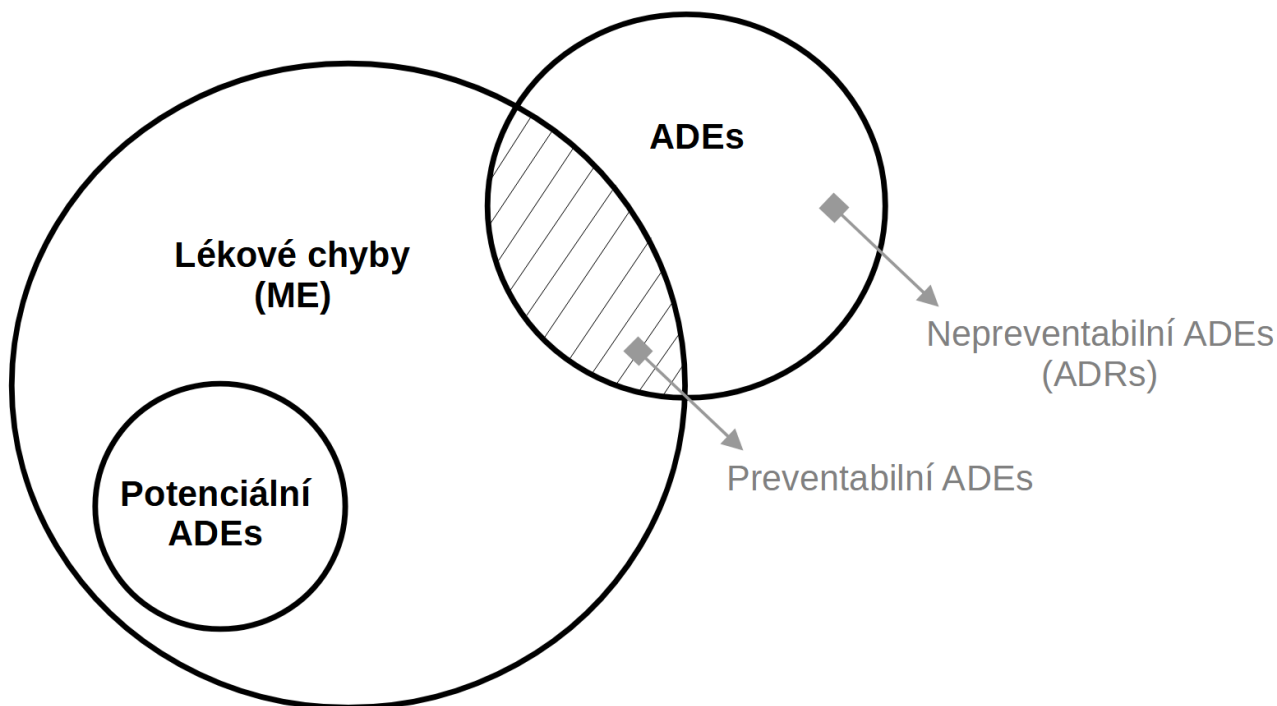 ADEs
Lékové chyby
(ME)
Nepreventabilní ADEs
(ADRs)
Preventabilní ADEs
Potenciální
ADEs